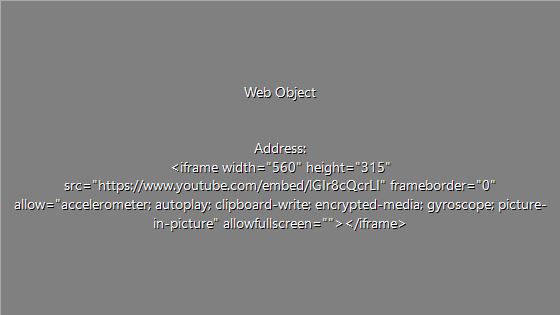 Web Object
Address:
<iframe width="560" height="315"
src="https://www.youtube.com/embed/lGIr8cQcrLI" frameborder="0"
allow="accelerometer; autoplay; clipboard-write; encrypted-media; gyroscope; picture-
in-picture" allowfullscreen=""></iframe>